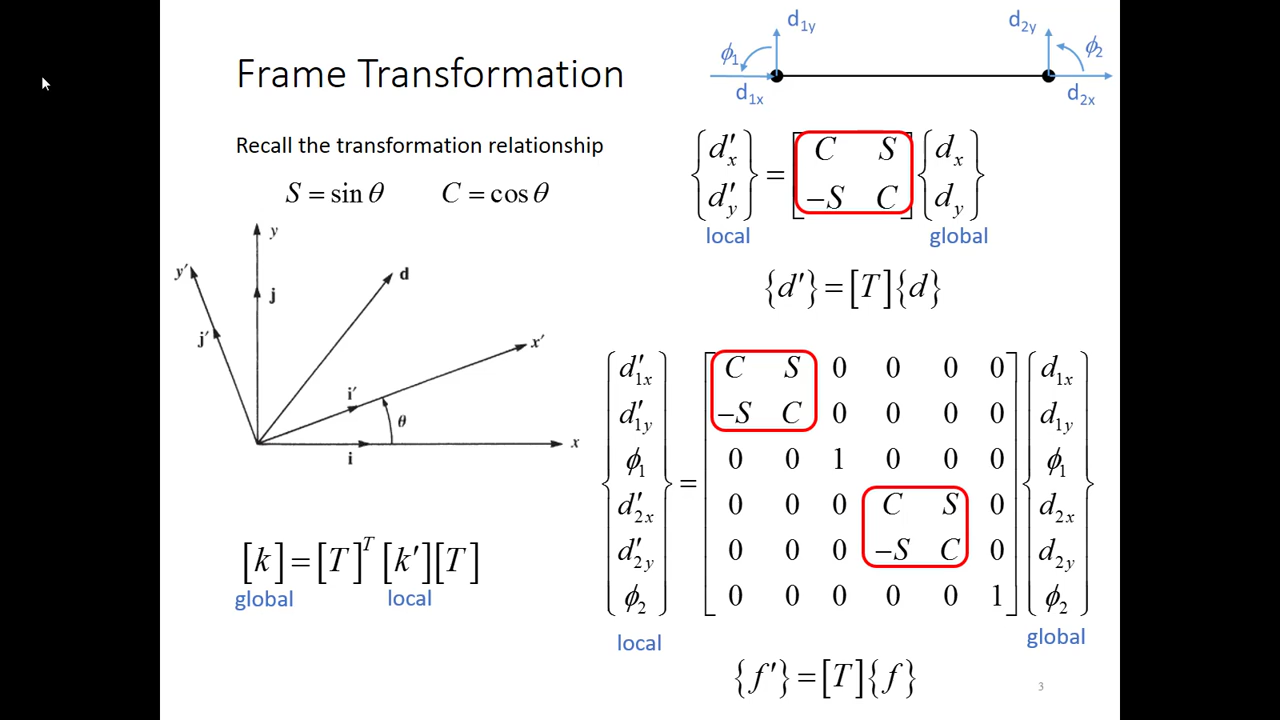 Frame Transformation
d1y
d2y
ϕ1
ϕ2
d1x
d2x
Recall the transformation relationship
S = sin θ C = cos θ
{d′x d′y} = [C S
−S C] {dx dy}
local global
{d′} = [T]{d}
y
y′
j
d
j′
x′
i′
θ
x
i
[k] = [T]^T [k′][T]
global local
d′1x C S 0 0 0 0 d1x
d′1y −S C 0 0 0 0 d1y
ϕ1 0 0 1 0 0 0 ϕ1
=
d′2x 0 0 0 C S 0 d2x
d′2y 0 0 0 −S C 0 d2y
ϕ2 0 0 0 0 0 1 ϕ2
local global
{f′} = [T]{f}
3